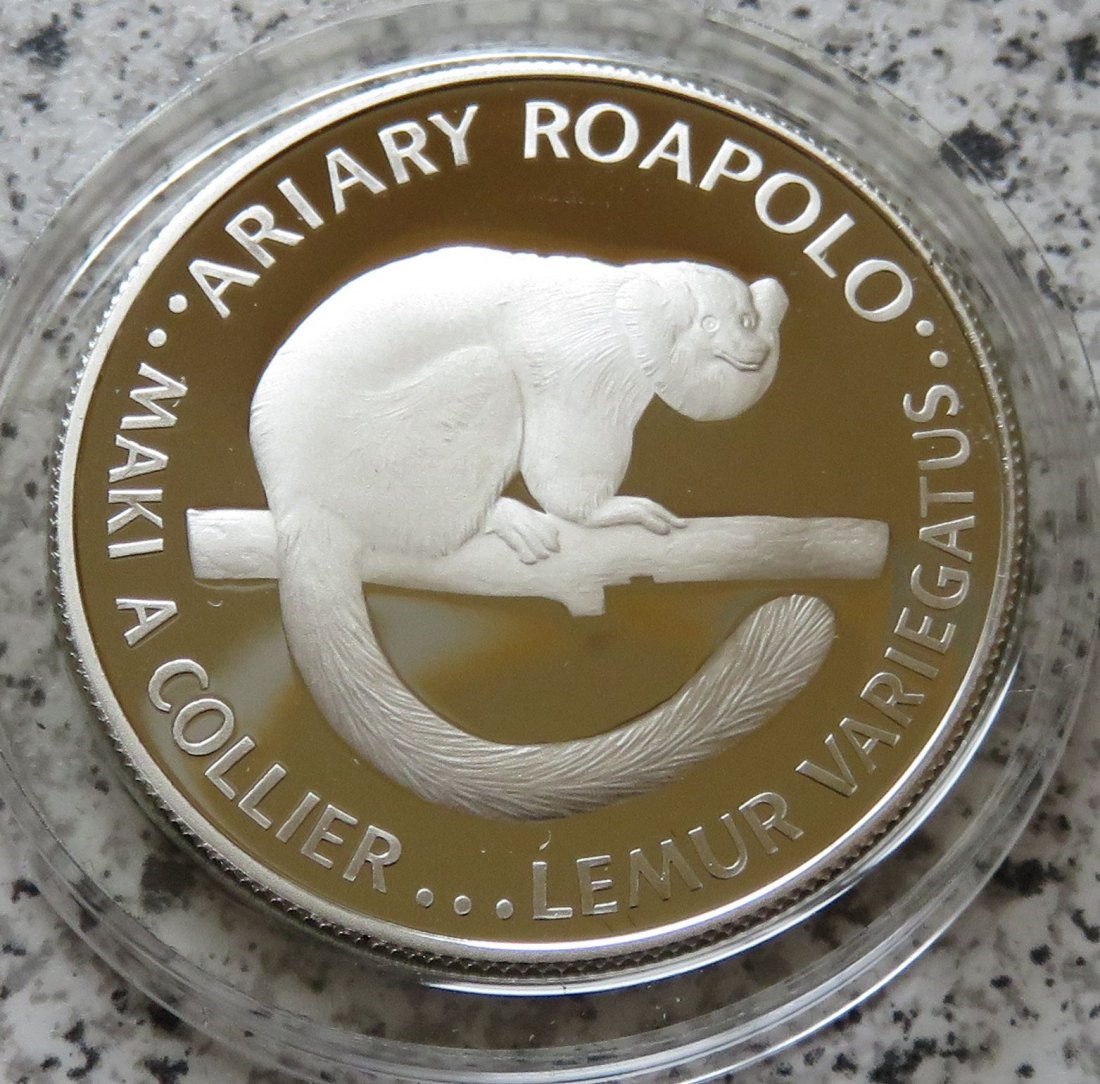 ·ARIARY ROAPOLO·
·MAKI A COLLIER...LEMUR VARIEGATUS·